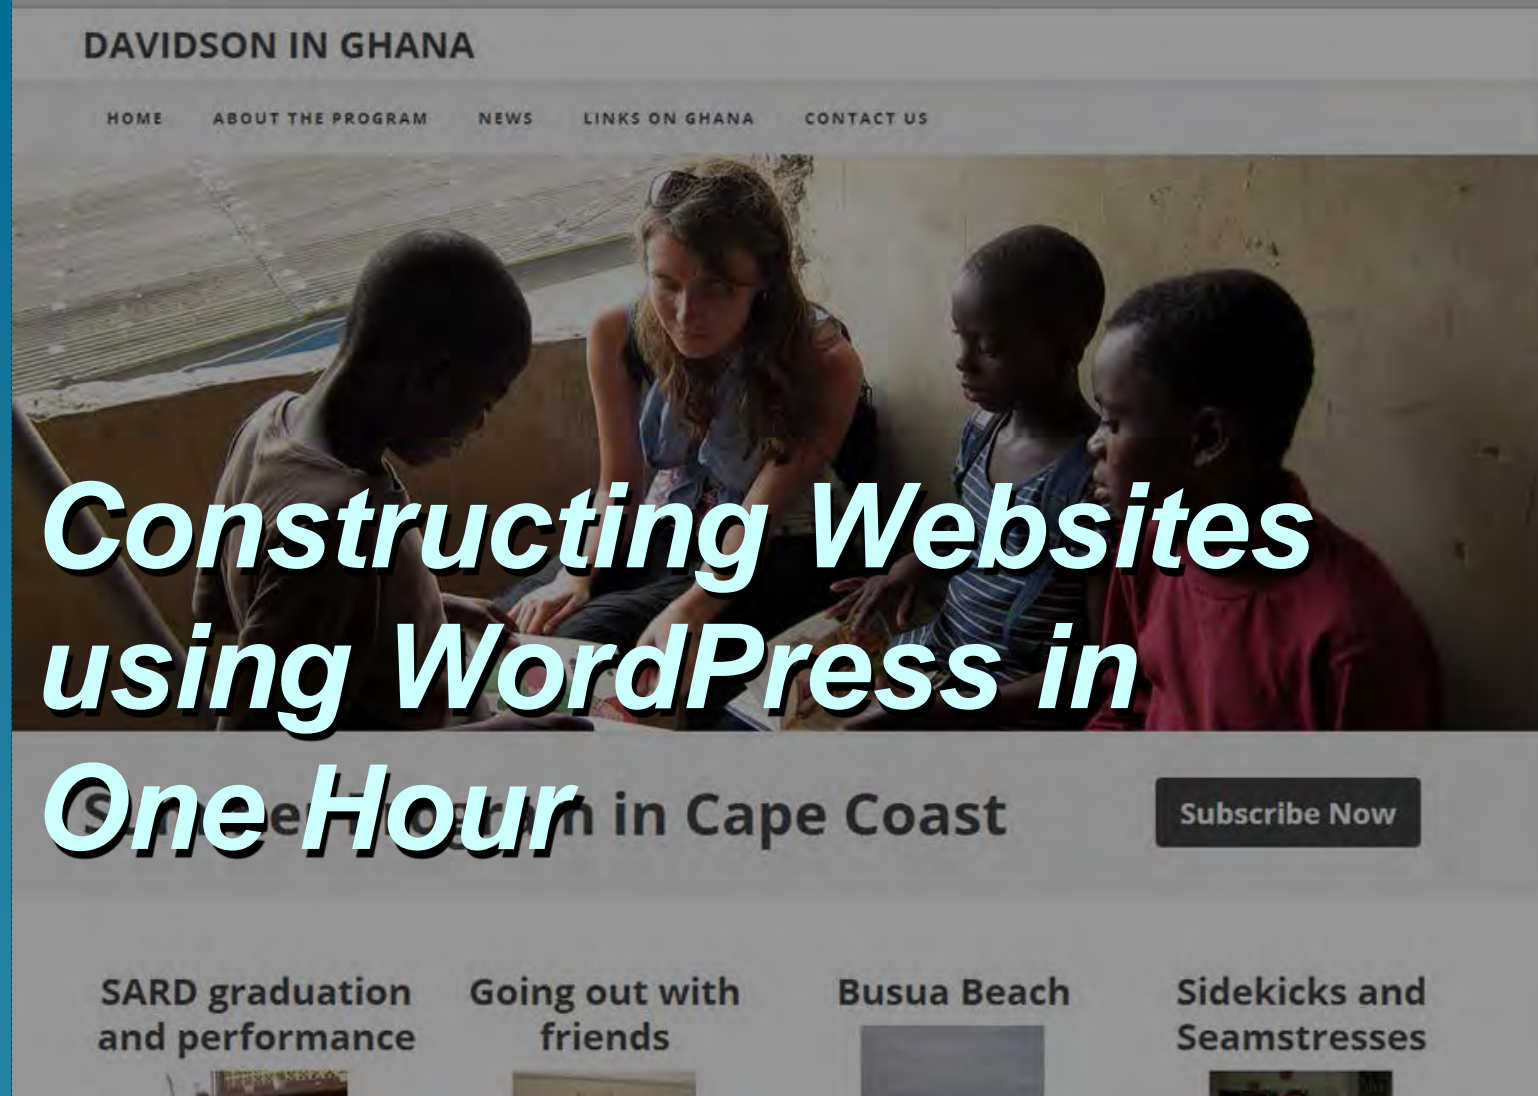 DAVIDSON IN GHANA
HOME ABOUT THE PROGRAM NEWS LINKS ON GHANA CONTACT US
Constructing Websites
using WordPress in
One Hour
Summer Program in Cape Coast
Subscribe Now
SARD graduation
and performance
Going out with
friends
Busua Beach
Sidekicks and
Seamstresses